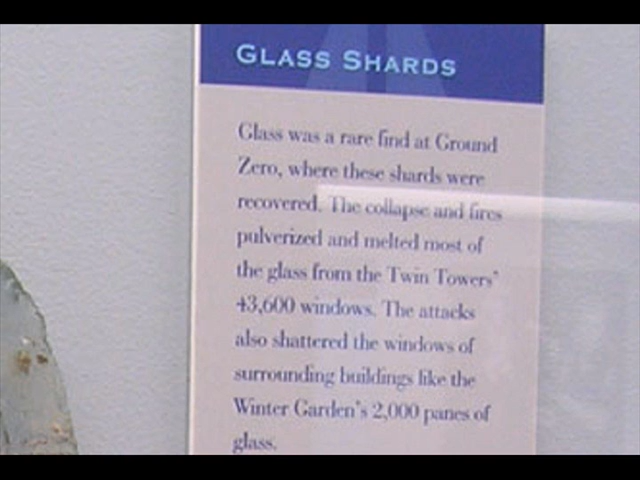 GLASS SHARDS
Glass was a rare find at Ground
Zero, where these shards were
recovered. The collapse and fires
pulverized and melted most of
the glass from the Twin Towers'
43,600 windows. The attacks
also shattered the windows of
surrounding buildings like the
Winter Garden's 2,000 panes of
glass.